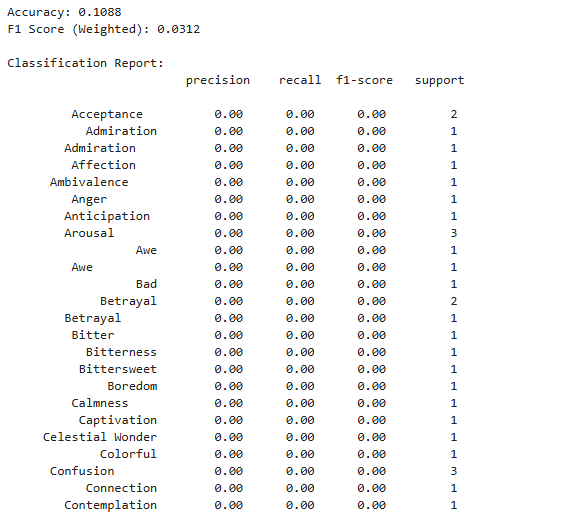 Accuracy: 0.1088
F1 Score (Weighted): 0.0312
Classification Report:
precision recall f1-score support
Acceptance 0.00 0.00 0.00 2
Admiration 0.00 0.00 0.00 1
Admiration 0.00 0.00 0.00 1
Affection 0.00 0.00 0.00 1
Ambivalence 0.00 0.00 0.00 1
Anger 0.00 0.00 0.00 1
Anticipation 0.00 0.00 0.00 1
Arousal 0.00 0.00 0.00 3
Awe 0.00 0.00 0.00 1
Awe 0.00 0.00 0.00 1
Bad 0.00 0.00 0.00 1
Betrayal 0.00 0.00 0.00 2
Betrayal 0.00 0.00 0.00 1
Bitter 0.00 0.00 0.00 1
Bitterness 0.00 0.00 0.00 1
Bittersweet 0.00 0.00 0.00 1
Boredom 0.00 0.00 0.00 1
Calmness 0.00 0.00 0.00 1
Captivation 0.00 0.00 0.00 1
Celestial Wonder 0.00 0.00 0.00 1
Colorful 0.00 0.00 0.00 1
Confusion 0.00 0.00 0.00 3
Connection 0.00 0.00 0.00 1
Contemplation 0.00 0.00 0.00 1